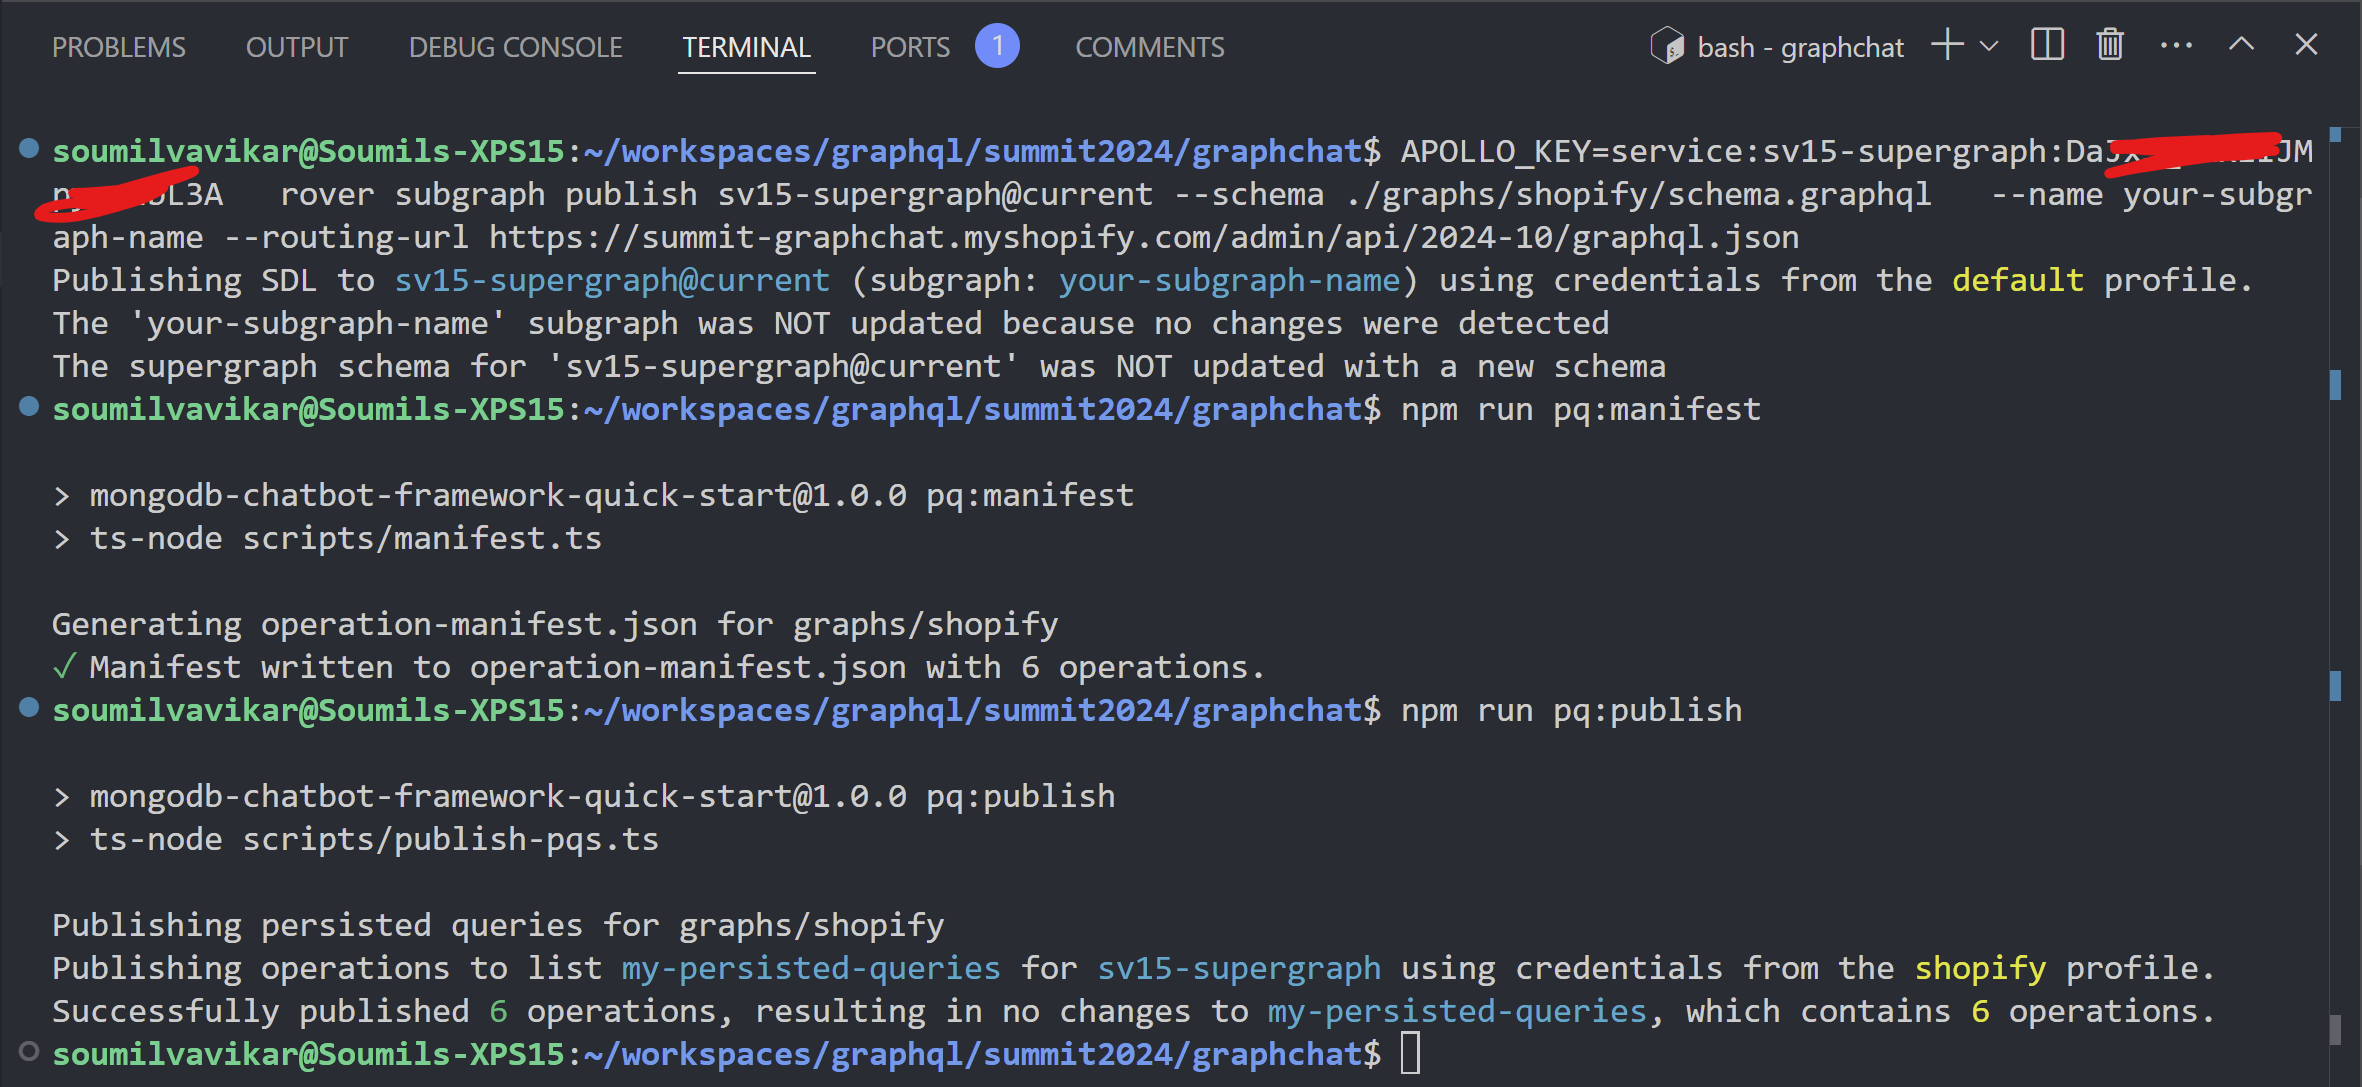 PROBLEMS OUTPUT DEBUG CONSOLE TERMINAL PORTS 1 COMMENTS bash - graphchat
soumilvavikar@Soumils-XPS15:~/workspaces/graphql/summit2024/graphchat$ APOLLO_KEY=service:sv15-supergraph:
rover subgraph publish sv15-supergraph@current --schema ./graphs/shopify/schema.graphql --name your-subgr
aph-name --routing-url https://summit-graphchat.myshopify.com/admin/api/2024-10/graphql.json
Publishing SDL to sv15-supergraph@current (subgraph: your-subgraph-name) using credentials from the default profile.
The 'your-subgraph-name' subgraph was NOT updated because no changes were detected
The supergraph schema for 'sv15-supergraph@current' was NOT updated with a new schema
soumilvavikar@Soumils-XPS15:~/workspaces/graphql/summit2024/graphchat$ npm run pq:manifest
> mongodb-chatbot-framework-quick-start@1.0.0 pq:manifest
> ts-node scripts/manifest.ts
Generating operation-manifest.json for graphs/shopify
✓ Manifest written to operation-manifest.json with 6 operations.
soumilvavikar@Soumils-XPS15:~/workspaces/graphql/summit2024/graphchat$ npm run pq:publish
> mongodb-chatbot-framework-quick-start@1.0.0 pq:publish
> ts-node scripts/publish-pqs.ts
Publishing persisted queries for graphs/shopify
Publishing operations to list my-persisted-queries for sv15-supergraph using credentials from the shopify profile.
Successfully published 6 operations, resulting in no changes to my-persisted-queries, which contains 6 operations.
soumilvavikar@Soumils-XPS15:~/workspaces/graphql/summit2024/graphchat$